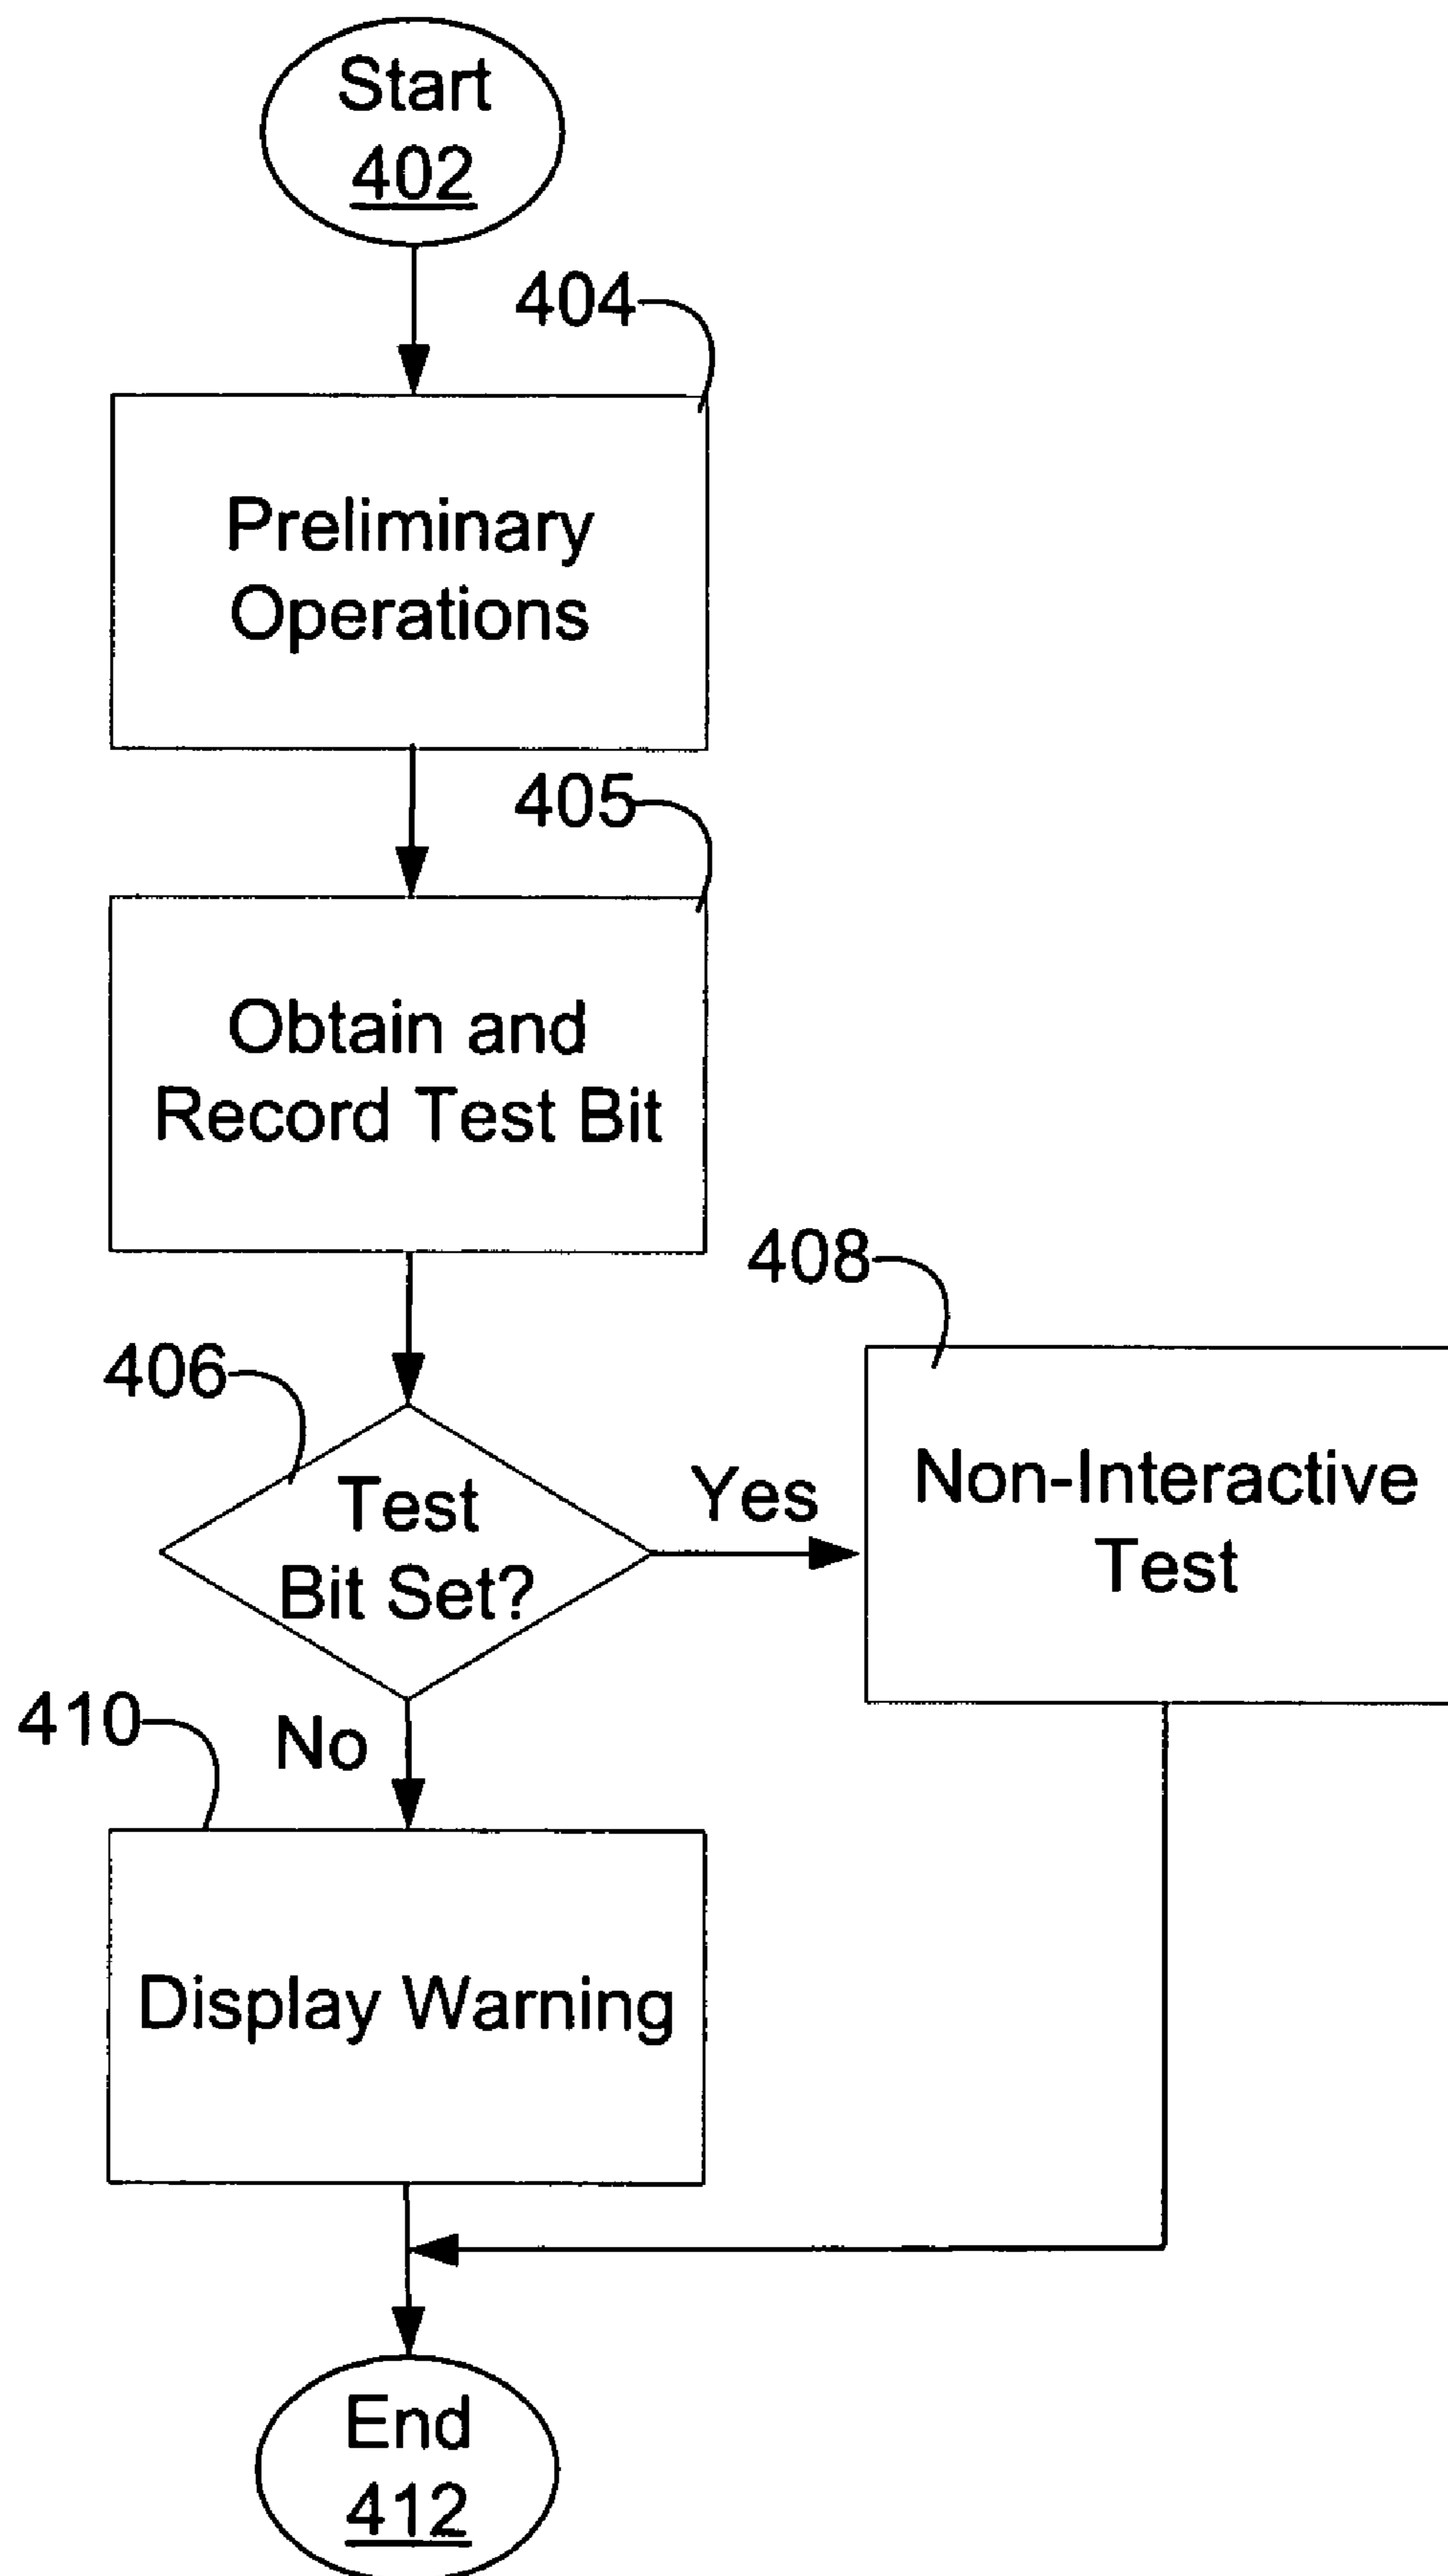 Start
402
404
Preliminary
Operations
405
Obtain and
Record Test Bit
406
Test
Bit Set?
Yes
408
Non-Interactive
Test
No
410
Display Warning
End
412